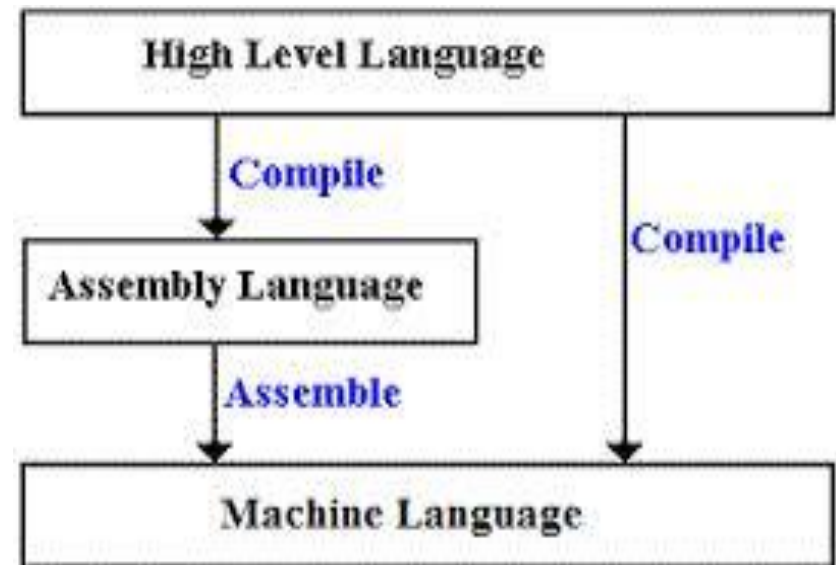 High Level Language
Compile
Compile
Assembly Language
Assemble
Machine Language